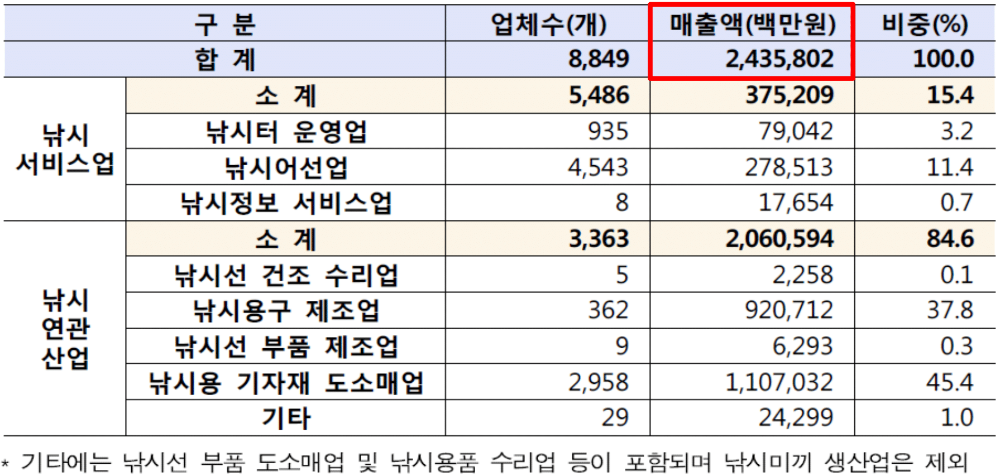 구 분 업체수(개) 매출액(백만원) 비중(%)
합 계 8,849 2,435,802 100.0
낚시
서비스업
소 계 5,486 375,209 15.4
낚시터 운영업 935 79,042 3.2
낚시어선업 4,543 278,513 11.4
낚시정보 서비스업 8 17,654 0.7
낚시
연관
산업
소 계 3,363 2,060,594 84.6
낚시선 건조 수리업 5 2,258 0.1
낚시용구 제조업 362 920,712 37.8
낚시선 부품 제조업 9 6,293 0.3
낚시용 기자재 도소매업 2,958 1,107,032 45.4
기타 29 24,299 1.0
* 기타에는 낚시선 부품 도소매업 및 낚시용품 수리업 등이 포함되며 낚시미끼 생산업은 제외